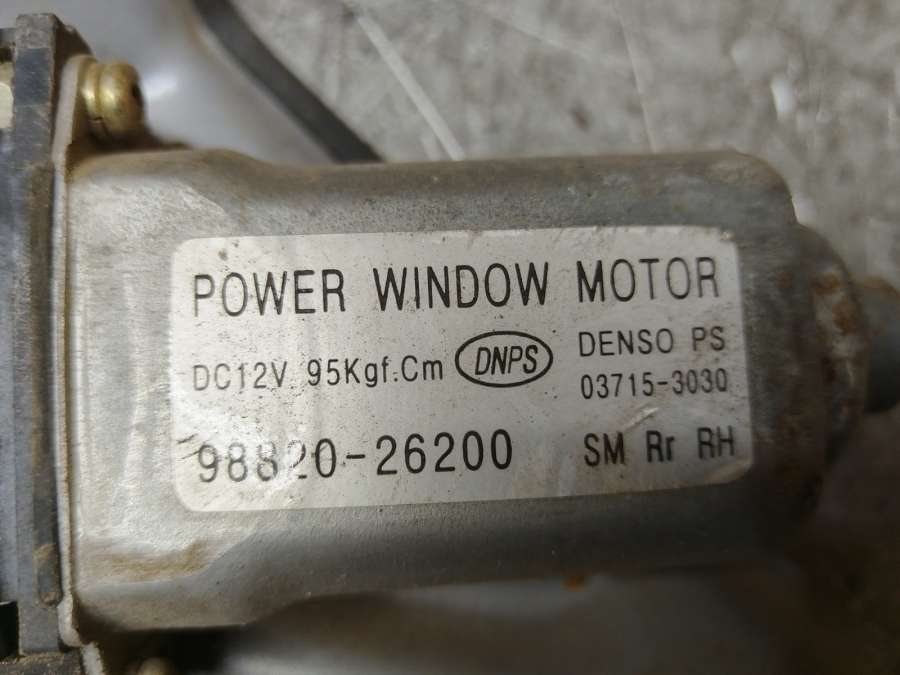 POWER WINDOW MOTOR
DC12V 95Kgf.Cm DNPS DENSO PS
03715-3030
98820-26200 SM Rr RH